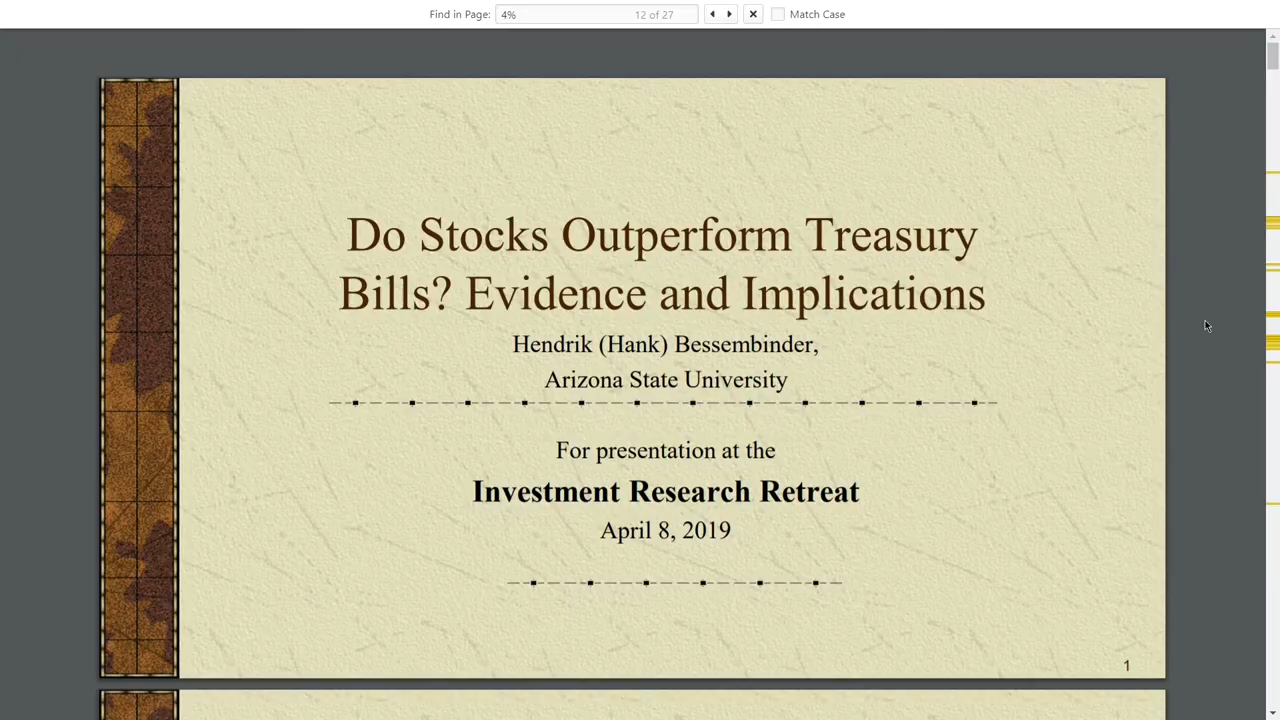 Find in Page: 4% 12 of 27 Match Case
Do Stocks Outperform Treasury
Bills? Evidence and Implications
Hendrik (Hank) Bessembinder,
Arizona State University
For presentation at the
Investment Research Retreat
April 8, 2019
1